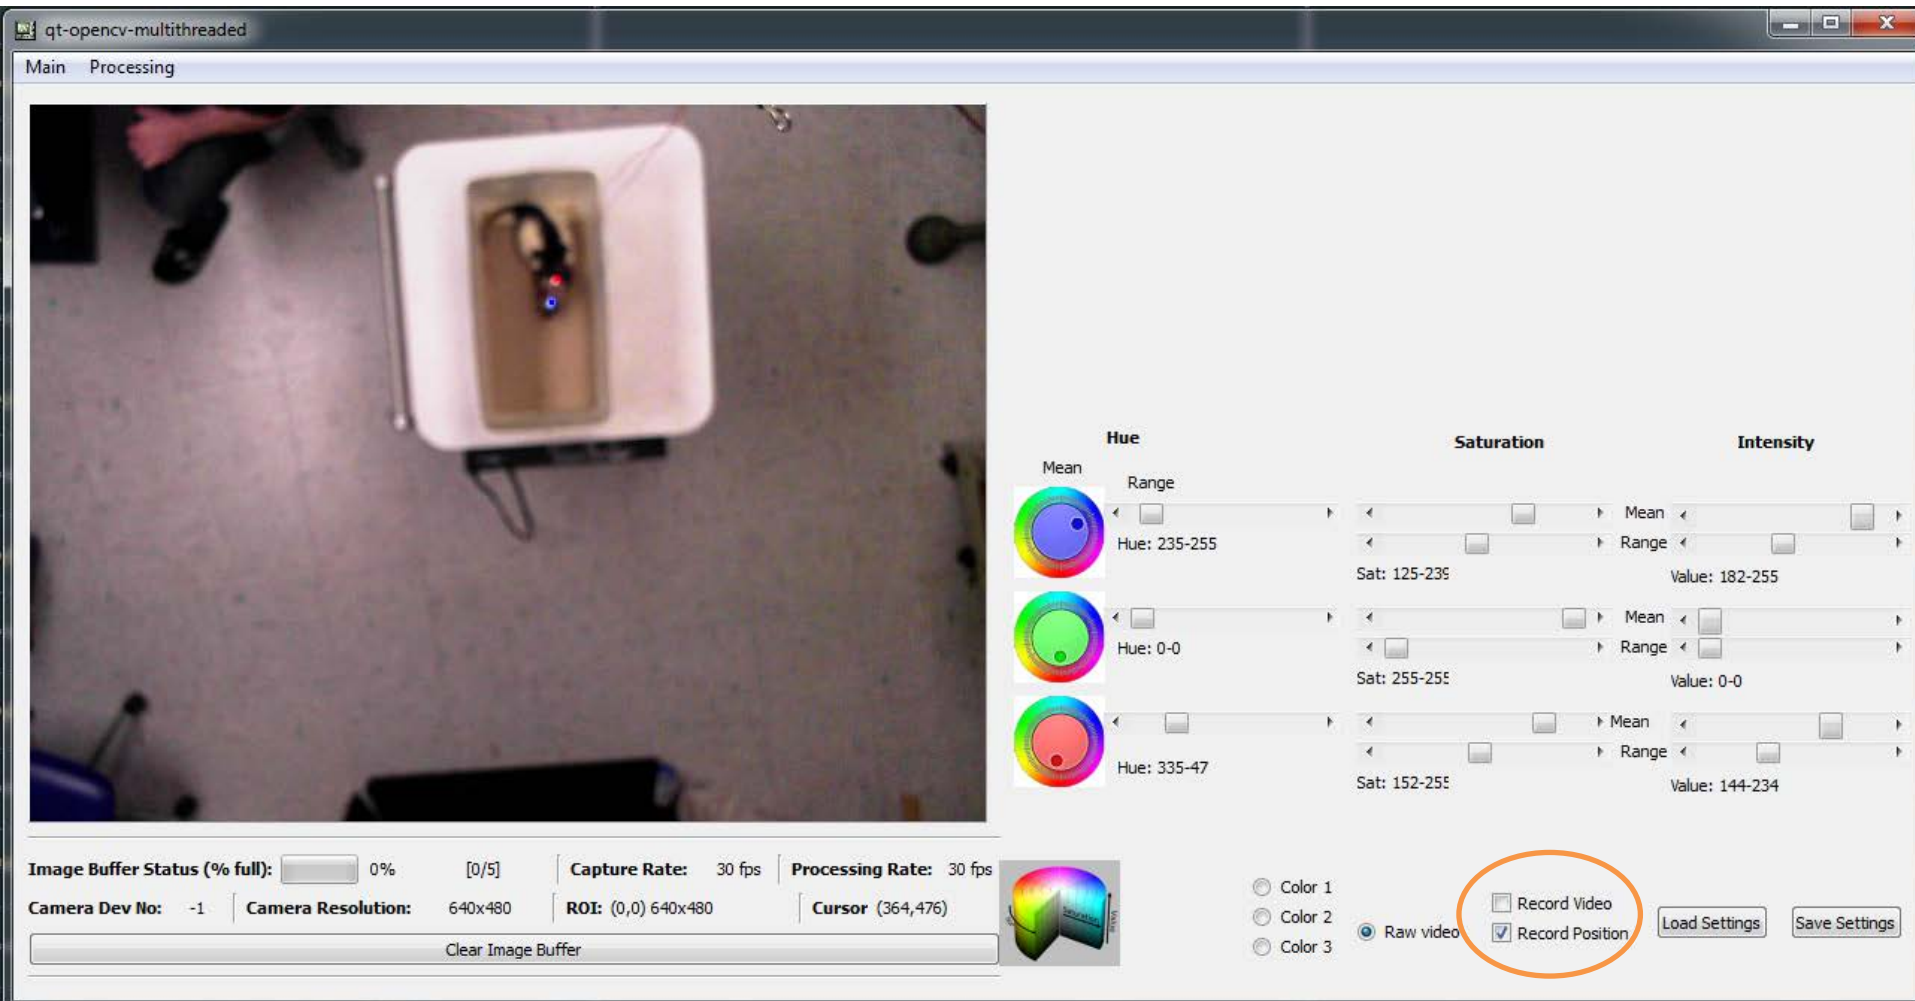 qt-opencv-multithreaded
Main Processing
Hue
Saturation
Intensity
Mean
Range
Mean
Range
Hue: 235-255
Sat: 125-239
Value: 182-255
Mean
Range
Hue: 0-0
Sat: 255-255
Value: 0-0
Mean
Range
Hue: 335-47
Sat: 152-255
Value: 144-234
Image Buffer Status (% full): 0% [0/5] Capture Rate: 30 fps Processing Rate: 30 fps
Camera Dev No: -1 Camera Resolution: 640x480 ROI: (0,0) 640x480 Cursor (364,476)
Clear Image Buffer
Color 1
Color 2
Color 3
Raw video
Record Video
Record Position
Load Settings
Save Settings